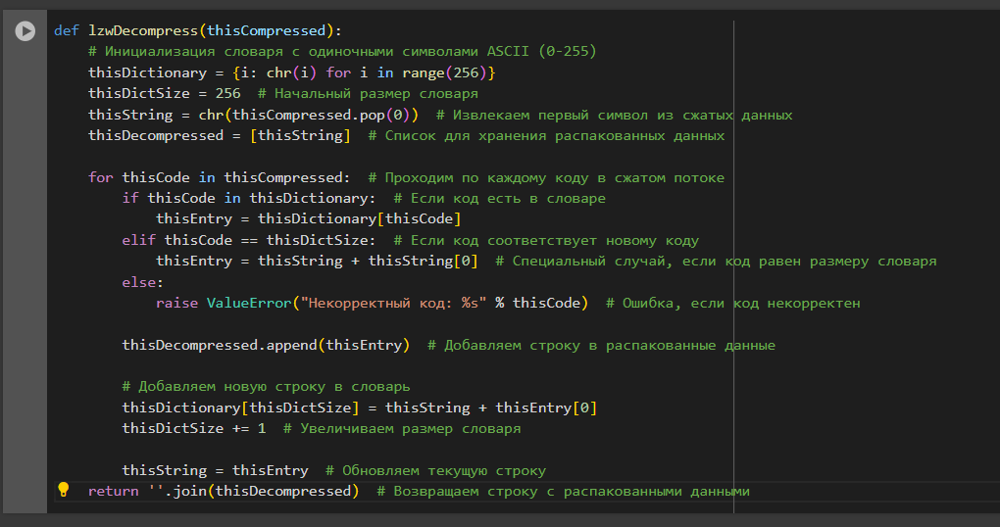 def lzwDecompress(thisCompressed):
    # Инициализация словаря с одиночными символами ASCII (0-255)
    thisDictionary = {i: chr(i) for i in range(256)}
    thisDictSize = 256  # Начальный размер словаря
    thisString = chr(thisCompressed.pop(0))  # Извлекаем первый символ из сжатых данных
    thisDecompressed = [thisString]  # Список для хранения распакованных данных

    for thisCode in thisCompressed:  # Проходим по каждому коду в сжатом потоке
        if thisCode in thisDictionary:  # Если код есть в словаре
            thisEntry = thisDictionary[thisCode]
        elif thisCode == thisDictSize:  # Если код соответствует новому коду
            thisEntry = thisString + thisString[0]  # Специальный случай, если код равен размеру словаря
        else:
            raise ValueError("Некорректный код: %s" % thisCode)  # Ошибка, если код некорректен

        thisDecompressed.append(thisEntry)  # Добавляем строку в распакованные данные

        # Добавляем новую строку в словарь
        thisDictionary[thisDictSize] = thisString + thisEntry[0]
        thisDictSize += 1  # Увеличиваем размер словаря

        thisString = thisEntry  # Обновляем текущую строку
    return ''.join(thisDecompressed)  # Возвращаем строку с распакованными данными